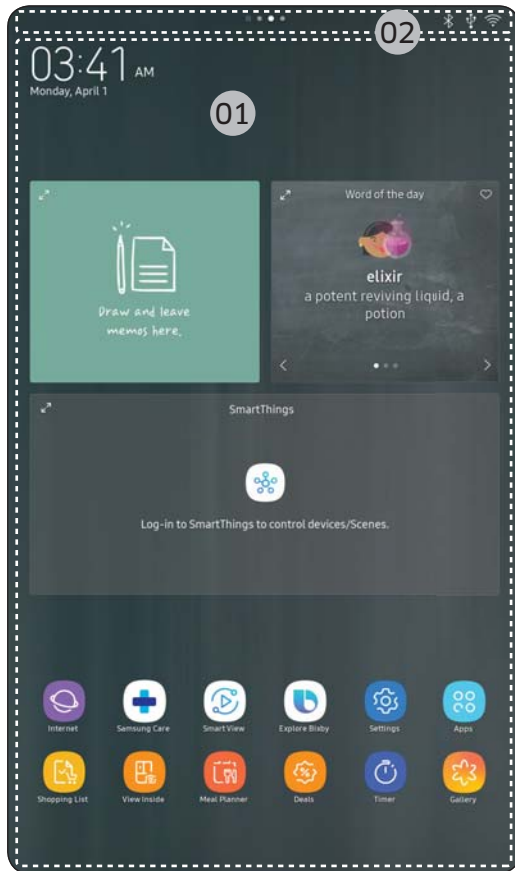 02
03:41 AM
Monday, April 1
01
Draw and leave
memos here.
Word of the day
elixir
a potent reviving liquid, a
potion
SmartThings
Log-in to SmartThings to control devices/Scenes.
Internet
Samsung Care
Smart View
Explore Bixby
Settings
Apps
Shopping List
View Inside
Meal Planner
Deals
Timer
Gallery